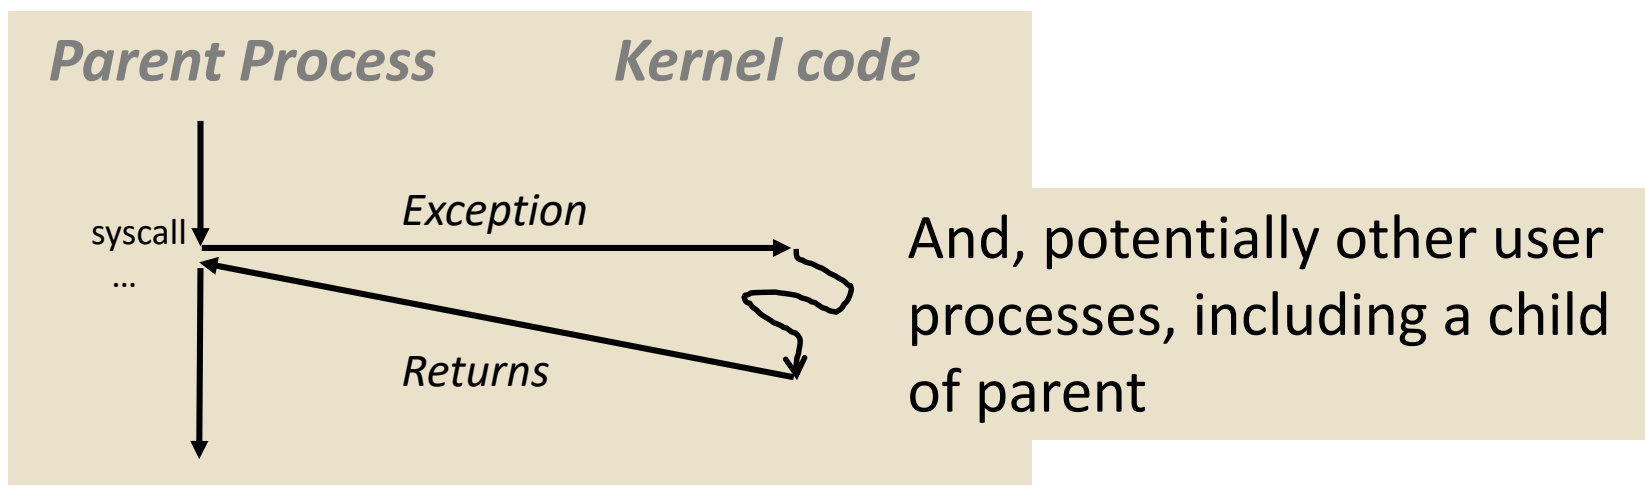 Parent Process
Kernel code
Exception
syscall
...
Returns
And, potentially other user
processes, including a child
of parent